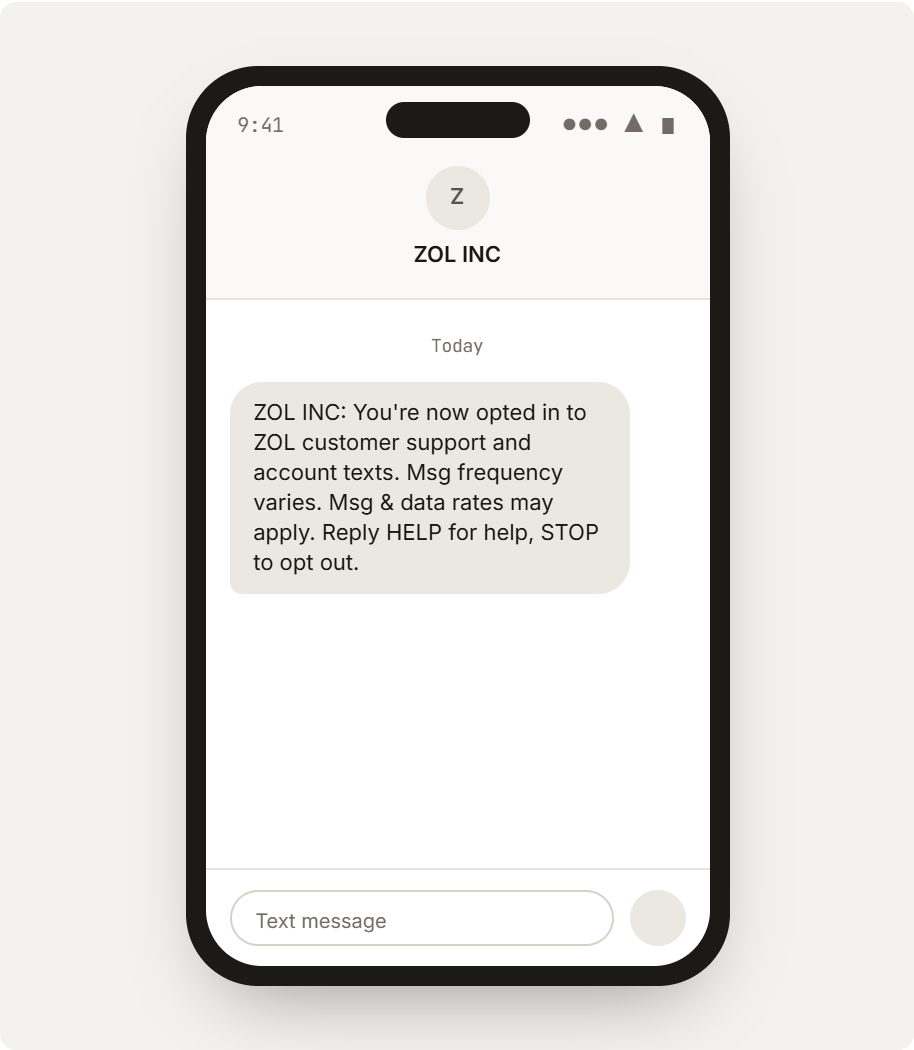 9:41
Z
ZOL INC
Today
ZOL INC: You're now opted in to
ZOL customer support and
account texts. Msg frequency
varies. Msg & data rates may
apply. Reply HELP for help, STOP
to opt out.
Text message